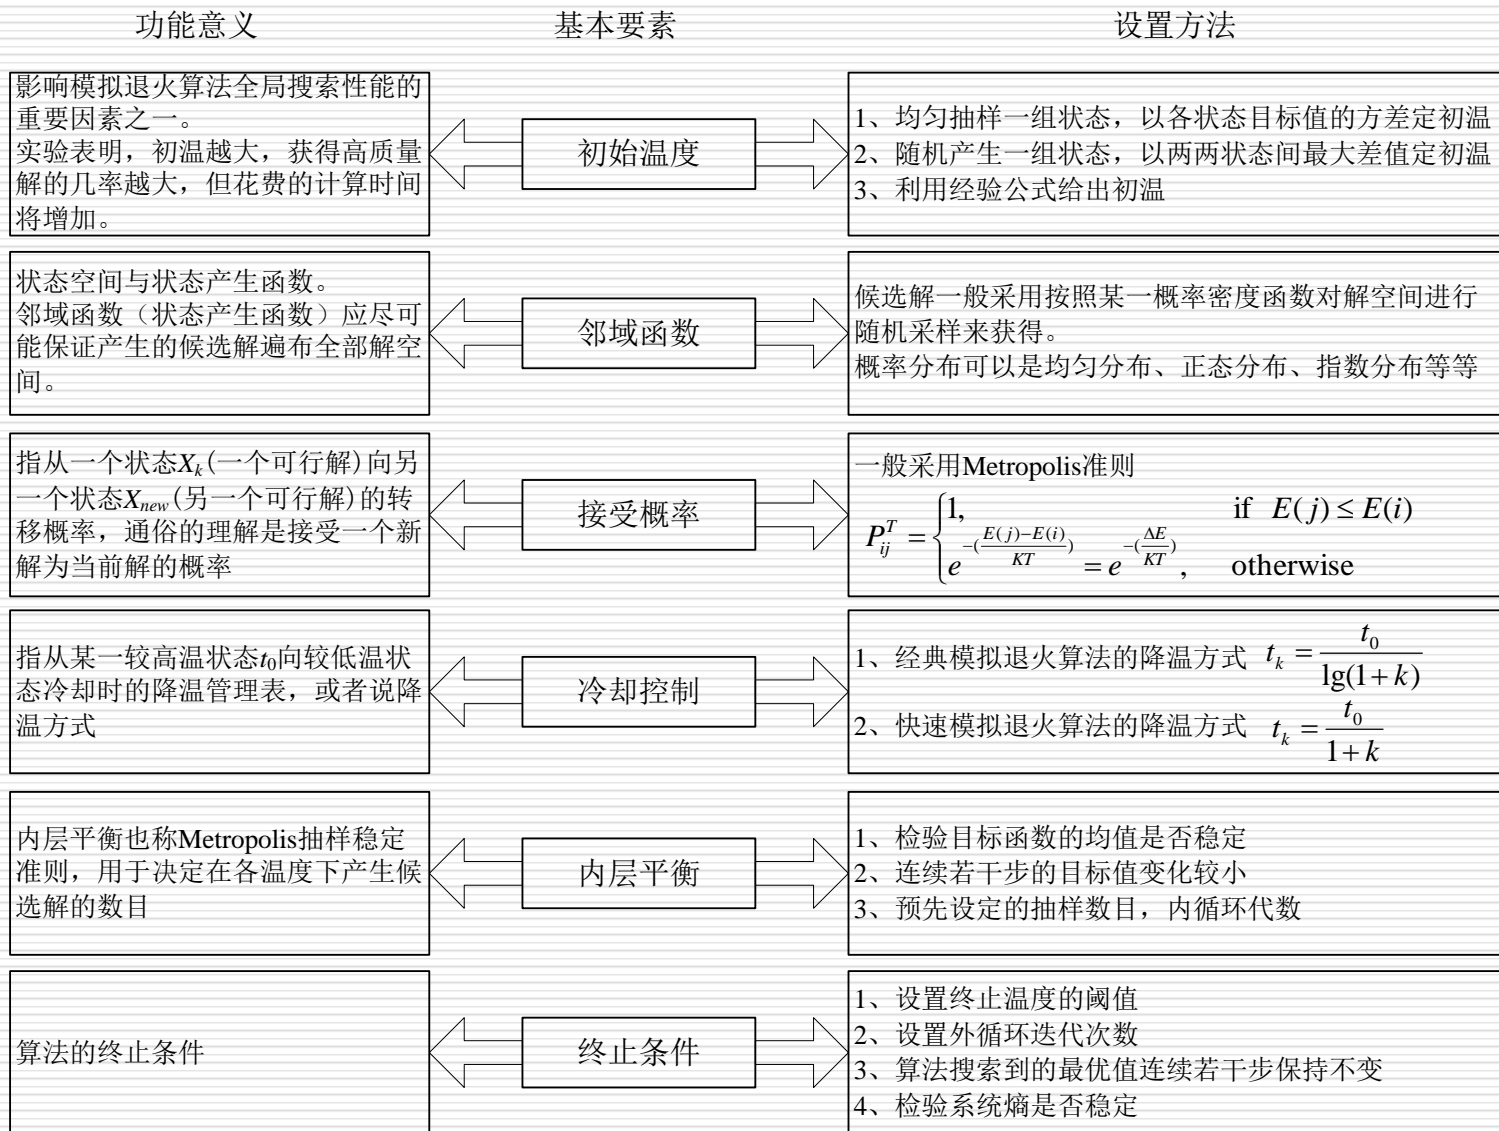 功能意义 基本要素 设置方法
影响模拟退火算法全局搜索性能的
重要因素之一。
实验表明，初温越大，获得高质量
解的几率越大，但花费的计算时间
将增加。
初始温度
1、均匀抽样一组状态，以各状态目标值的方差定初温
2、随机产生一组状态，以两两状态间最大差值定初温
3、利用经验公式给出初温
状态空间与状态产生函数。
邻域函数（状态产生函数）应尽可
能保证产生的候选解遍布全部解空
间。
邻域函数
候选解一般采用按照某一概率密度函数对解空间进行
随机采样来获得。
概率分布可以是均匀分布、正态分布、指数分布等等
指从一个状态X_k(一个可行解)向另
一个状态X_new(另一个可行解)的转
移概率，通俗的理解是接受一个新
解为当前解的概率
接受概率
一般采用Metropolis准则
P_ij^T = { 1, if E(j) ≤ E(i)
e^{-((E(j)-E(i))/KT)} = e^{-(ΔE/KT)}, otherwise
指从某一较高温状态t_0向较低温状
态冷却时的降温管理表，或者说降
温方式
冷却控制
1、经典模拟退火算法的降温方式 t_k = t_0/lg(1+k)
2、快速模拟退火算法的降温方式 t_k = t_0/(1+k)
内层平衡也称Metropolis抽样稳定
准则，用于决定在各温度下产生候
选解的数目
内层平衡
1、检验目标函数的均值是否稳定
2、连续若干步的目标值变化较小
3、预先设定的抽样数目，内循环代数
算法的终止条件
终止条件
1、设置终止温度的阈值
2、设置外循环迭代次数
3、算法搜索到的最优值连续若干步保持不变
4、检验系统熵是否稳定